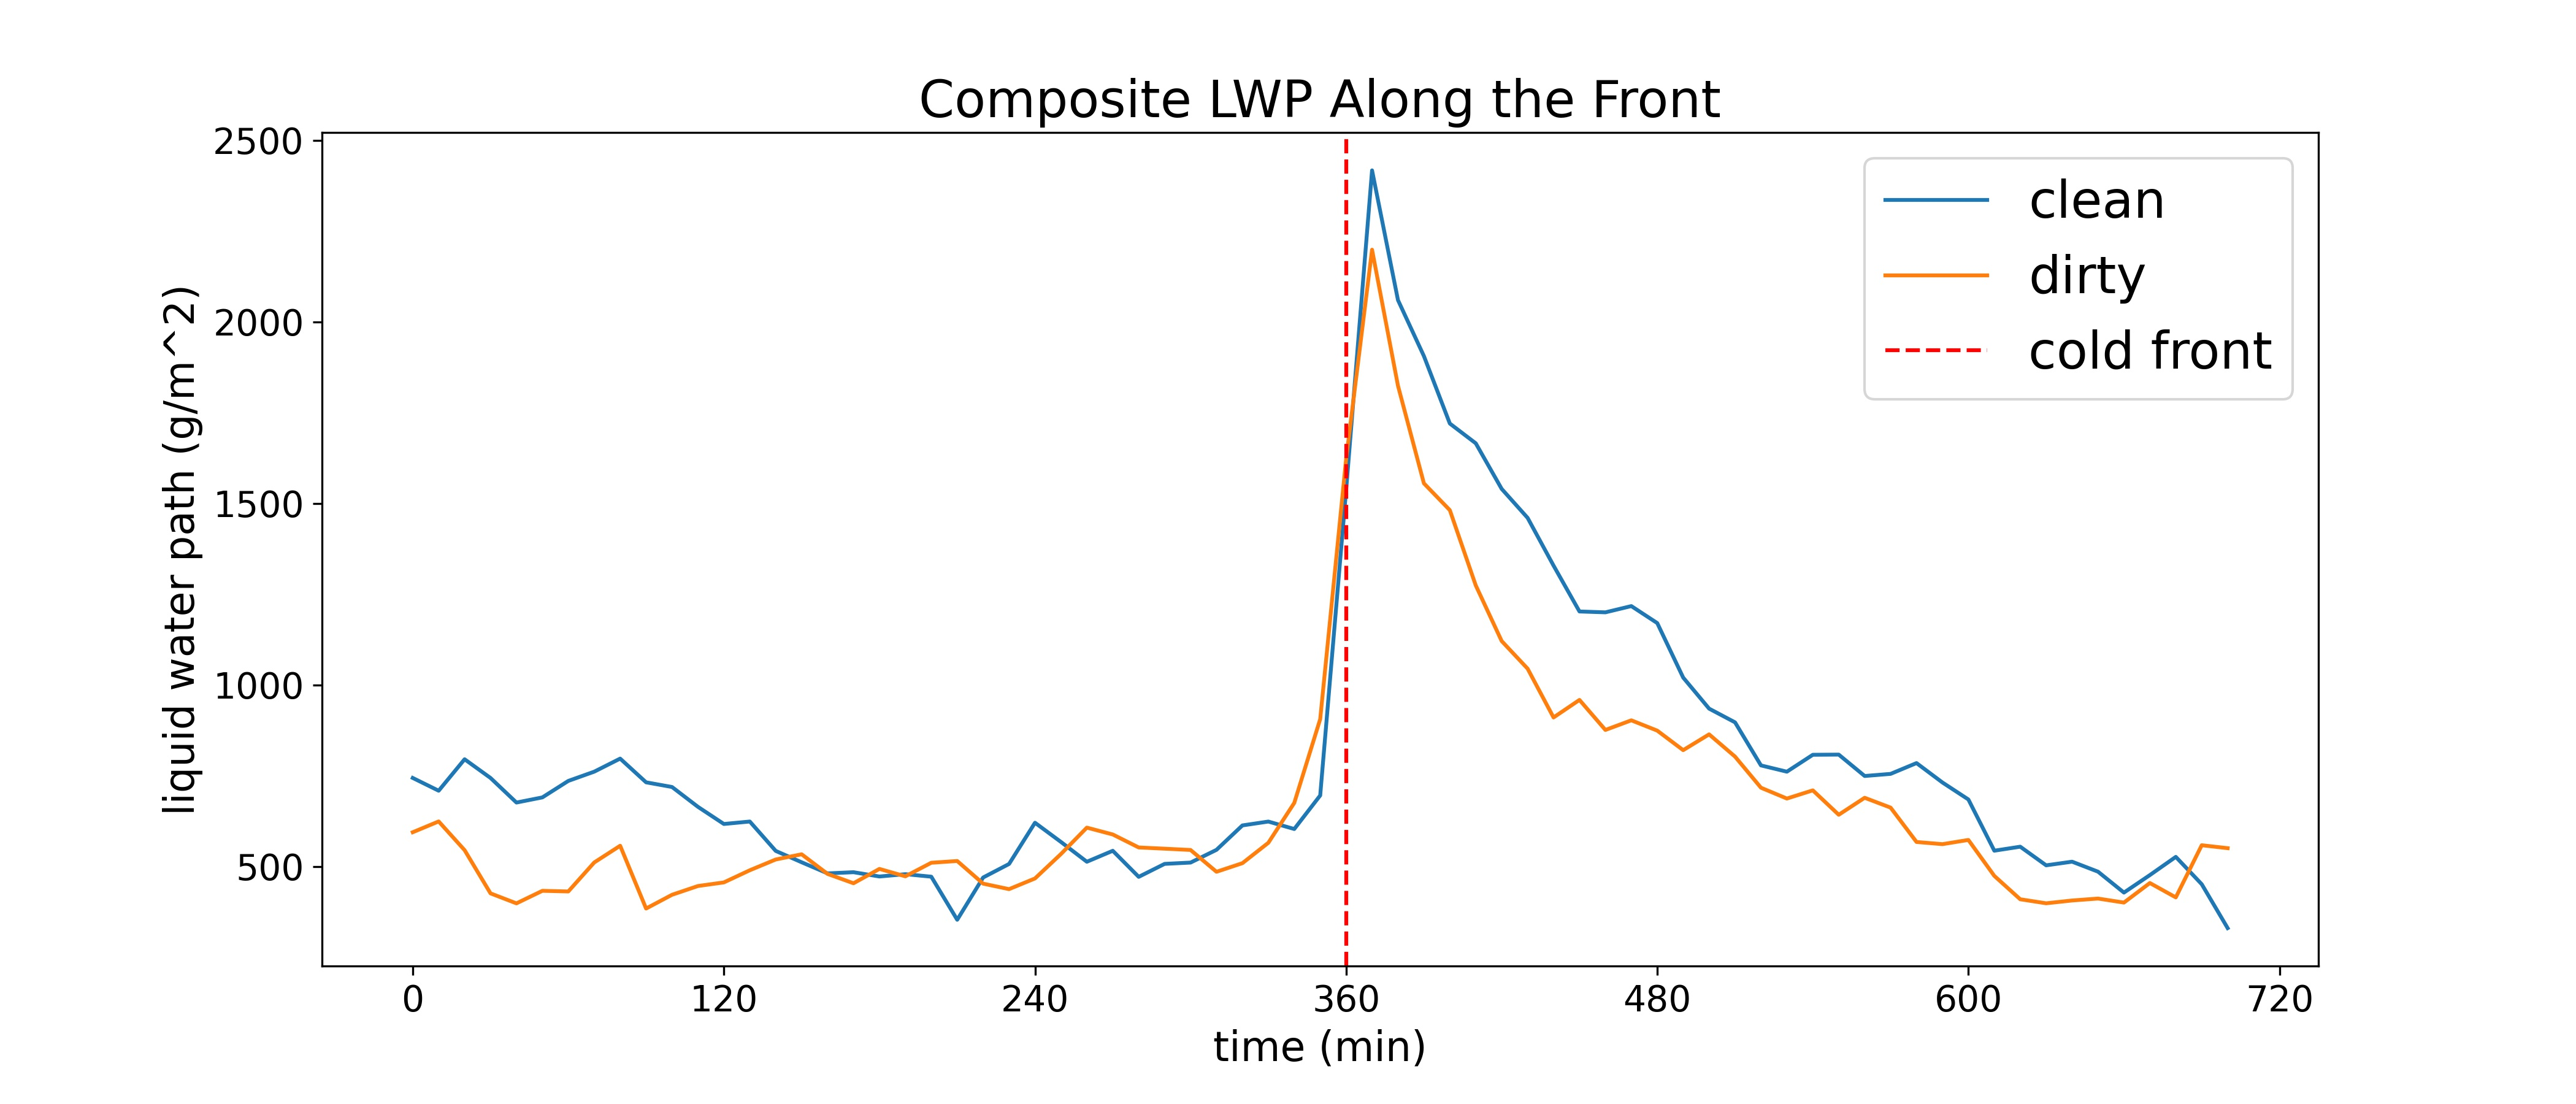 Composite LWP Along the Front
2500
2000
1500
1000
500
liquid water path (g/m^2)
clean
dirty
cold front
0 120 240 360 480 600 720
time (min)